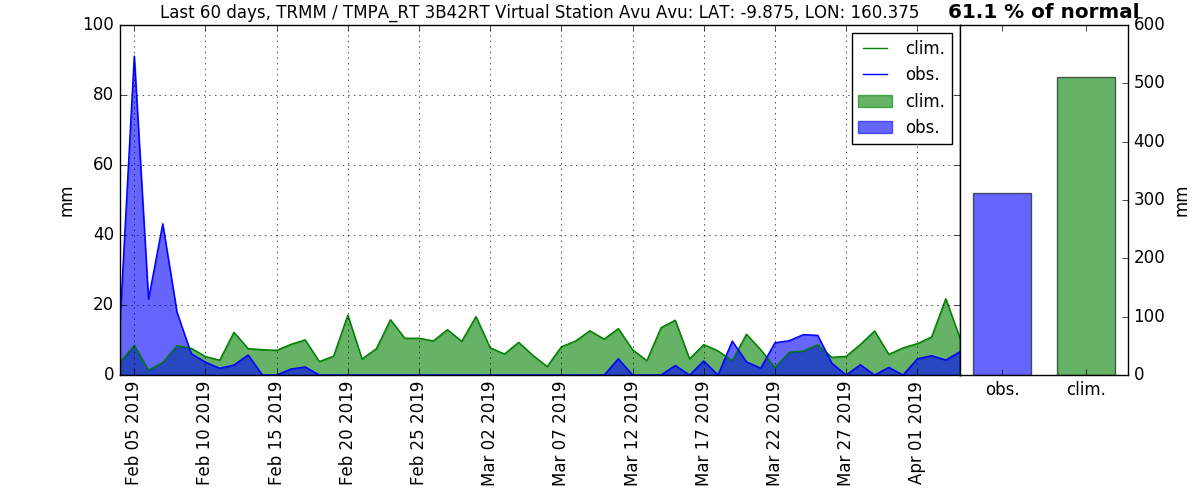 Last 60 days, TRMM / TMPA_RT 3B42RT Virtual Station Avu Avu: LAT: -9.875, LON: 160.375
61.1 % of normal
100
80
60
40
20
0
mm
clim.
obs.
clim.
obs.
Feb 05 2019
Feb 10 2019
Feb 15 2019
Feb 20 2019
Feb 25 2019
Mar 02 2019
Mar 07 2019
Mar 12 2019
Mar 17 2019
Mar 22 2019
Mar 27 2019
Apr 01 2019
600
500
400
300
200
100
0
mm
obs.
clim.